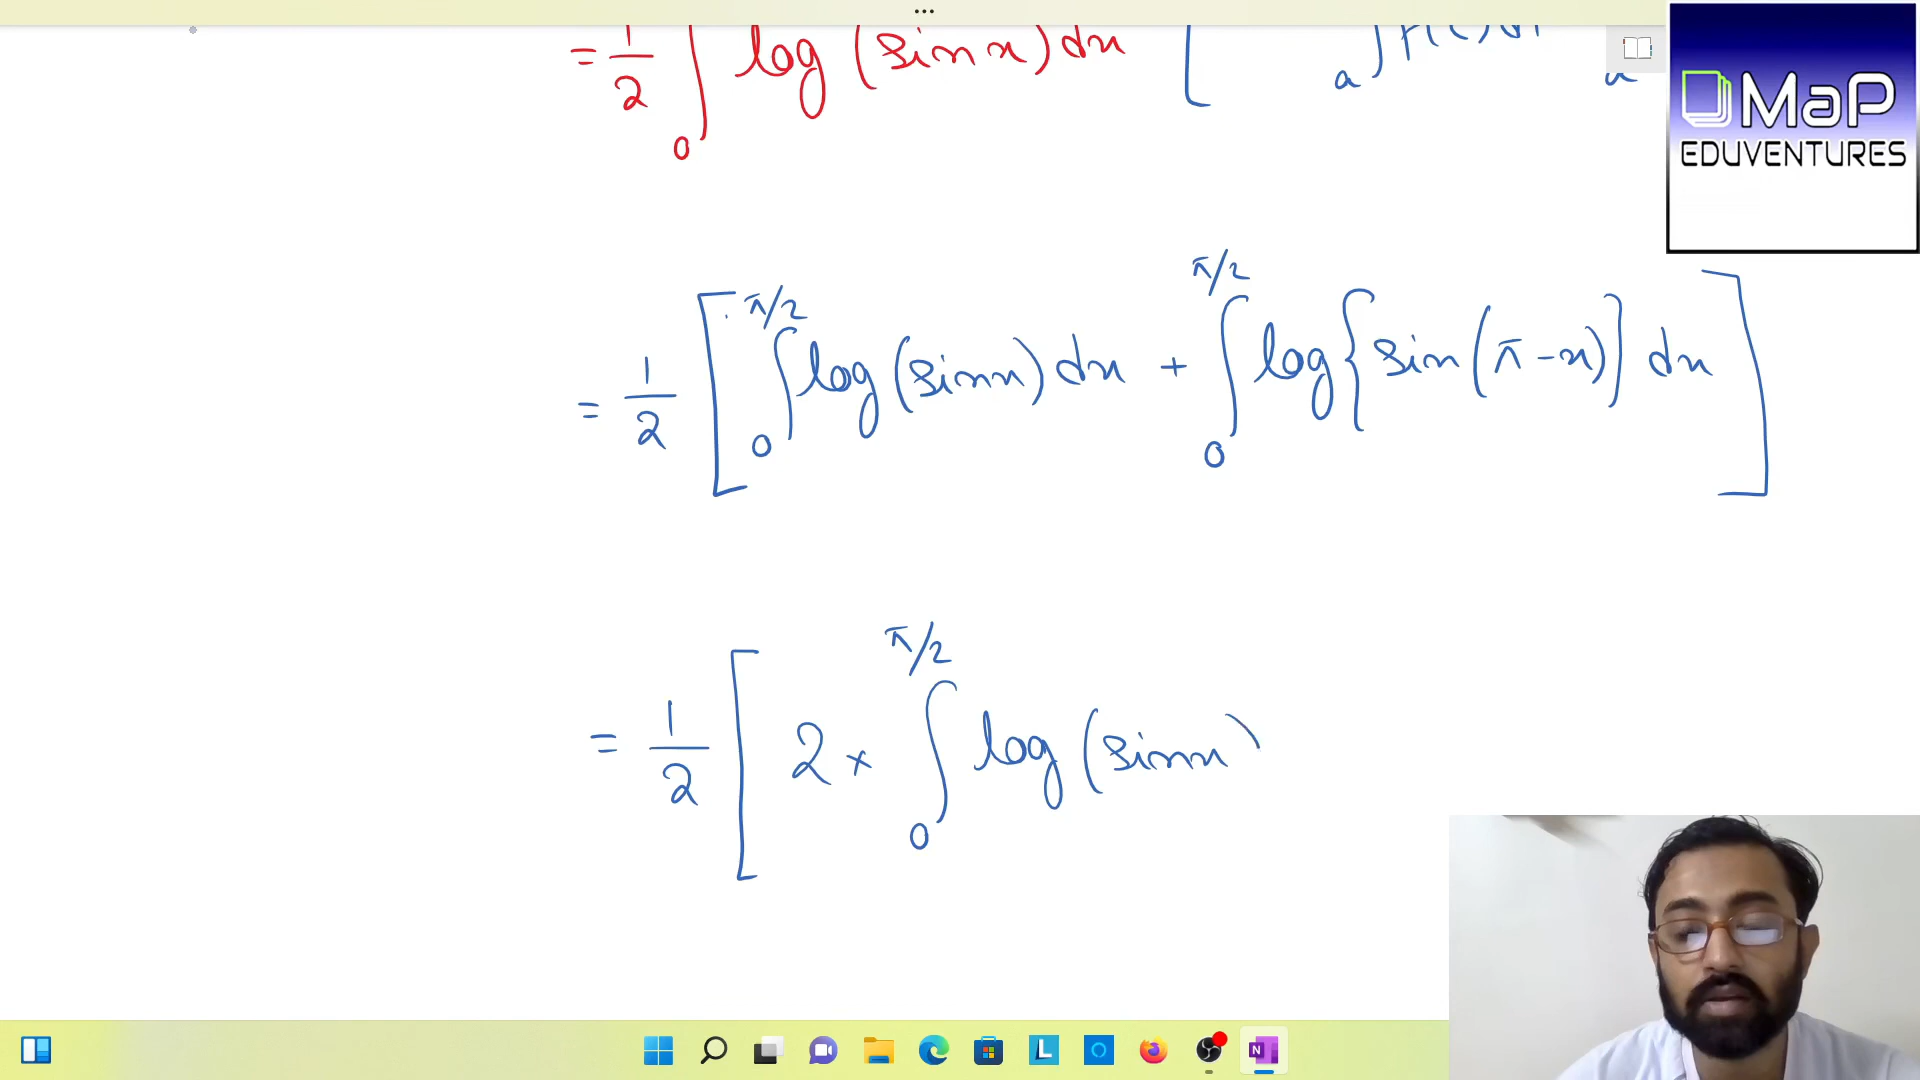 ...
= 1/2 ∫₀ log (sin x) dx [ a∫
MaP
EDUVENTURES
= 1/2 [ ∫₀^π/2 log (sin x) dx + ∫₀^π/2 log { sin (π - x) } dx ]
= 1/2 [ 2 × ∫₀^π/2 log (sin x)